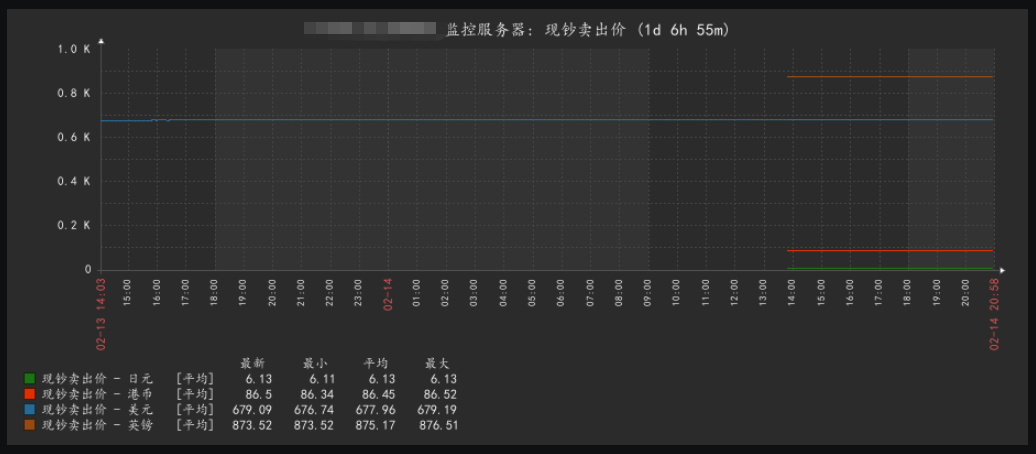 监控服务器: 现钞卖出价 (1d 6h 55m)
1.0 K
0.8 K
0.6 K
0.4 K
0.2 K
0
02-13 14:03 15:00 16:00 17:00 18:00 19:00 20:00 21:00 22:00 23:00 02-14 01:00 02:00 03:00 04:00 05:00 06:00 07:00 08:00 09:00 10:00 11:00 12:00 13:00 14:00 15:00 16:00 17:00 18:00 19:00 20:00 02-14 20:58
最新 最小 平均 最大
现钞卖出价 - 日元 [平均] 6.13 6.11 6.13 6.13
现钞卖出价 - 港币 [平均] 86.5 86.34 86.45 86.52
现钞卖出价 - 美元 [平均] 679.09 676.74 677.96 679.19
现钞卖出价 - 英镑 [平均] 873.52 873.52 875.17 876.51